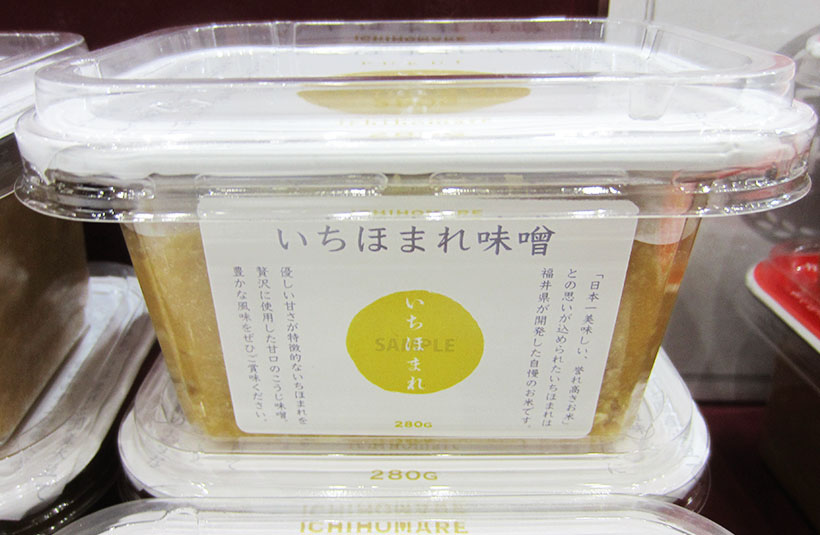 ICHIHOMARE
ICHIHOMARE
いちほまれ味噌
「日本一美味しい、誉れ高きお米」
との思いが込められたいちほまれは
福井県が開発した自慢のお米です。
いちほまれ
SAMPLE
優しい甘さが特徴的ないちほまれを
贅沢に使用した甘口のこうじ味噌。
豊かな風味をぜひご賞味ください。
280G
280G
ICHIHOMARE